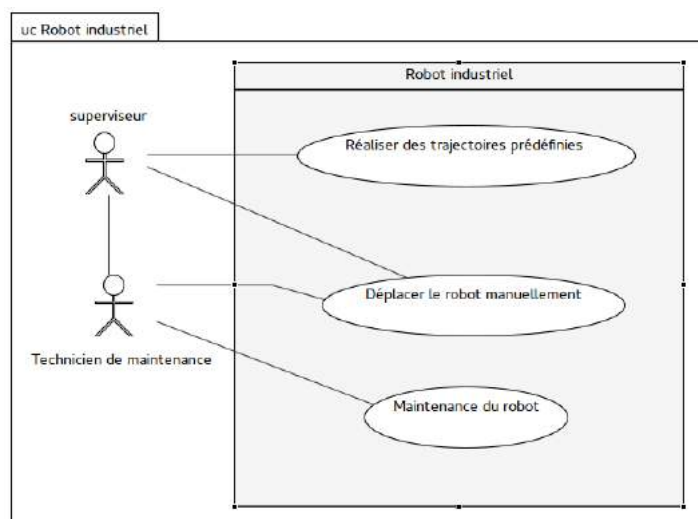 uc Robot industriel
Robot industriel
superviseur
Réaliser des trajectoires prédéfinies
Déplacer le robot manuellement
Technicien de maintenance
Maintenance du robot